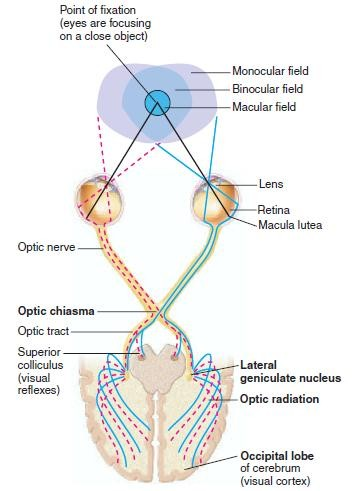 Point of fixation
(eyes are focusing
on a close object)
Monocular field
Binocular field
Macular field
Lens
Retina
Macula lutea
Optic nerve
Optic chiasma
Optic tract
Superior
colliculus
(visual
reflexes)
Lateral
geniculate nucleus
Optic radiation
Occipital lobe
of cerebrum
(visual cortex)